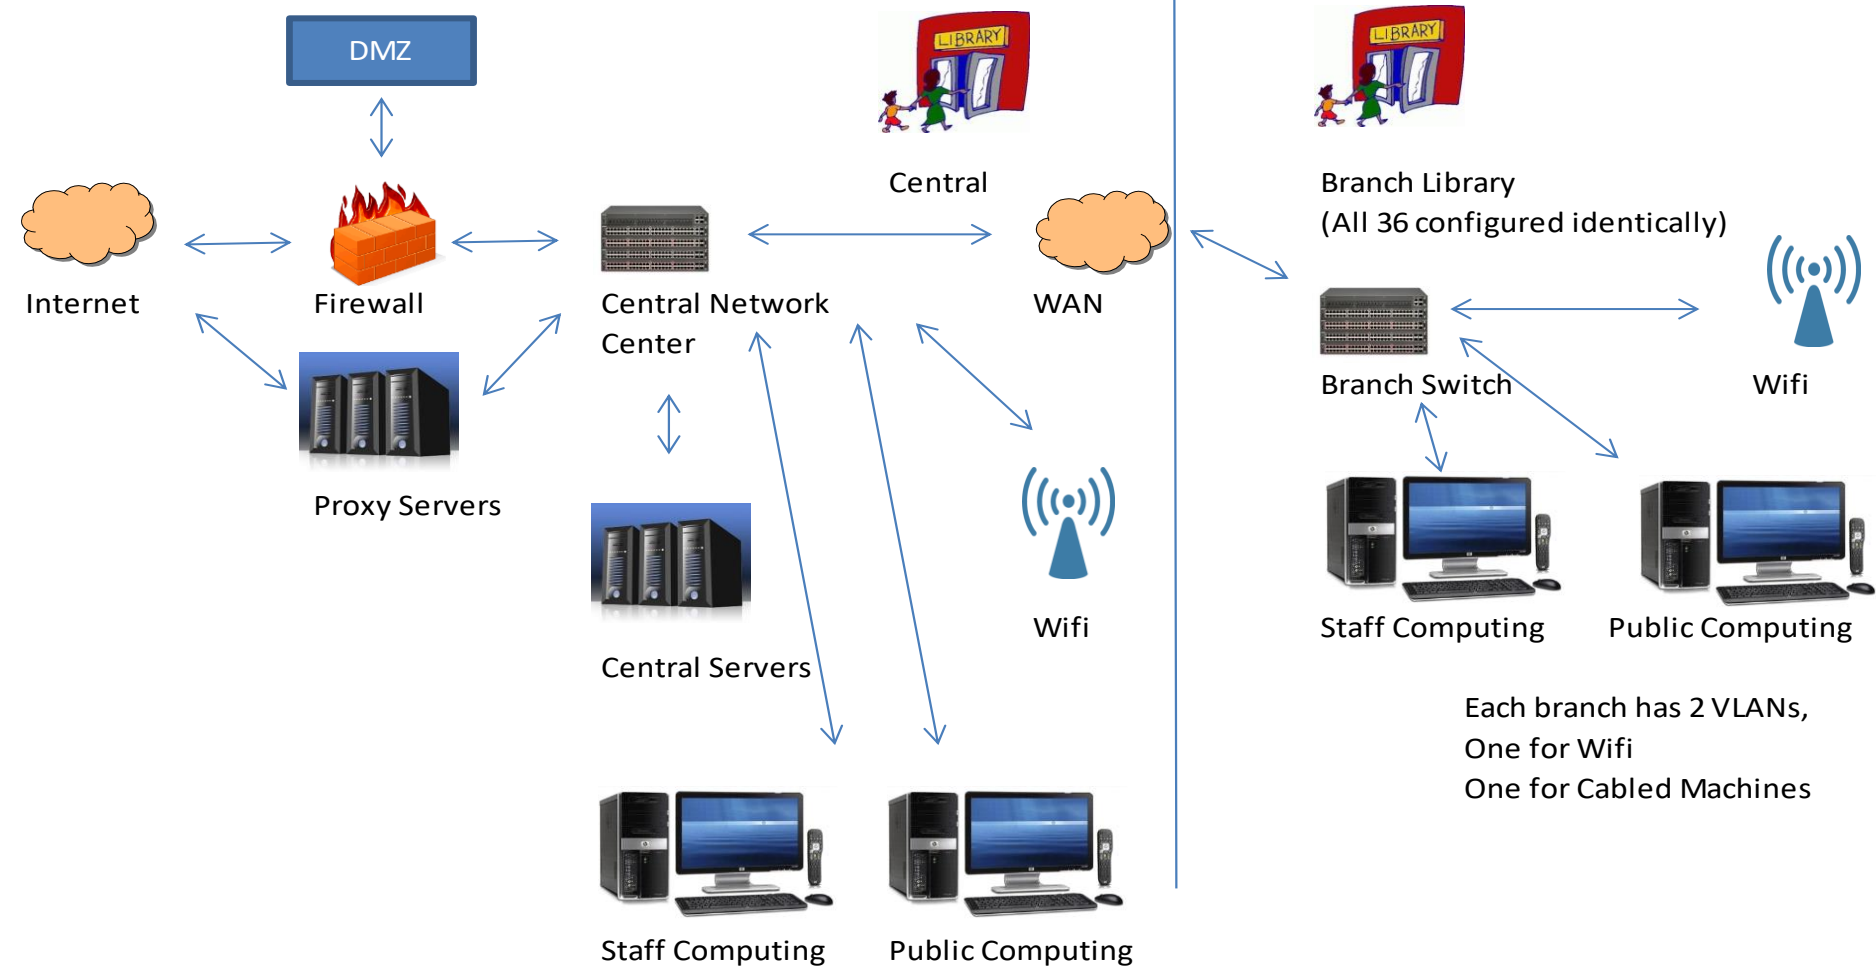 DMZ
LIBRARY
LIBRARY
Central
Branch Library
(All 36 configured identically)
Internet
Firewall
Central Network
Center
WAN
Branch Switch
Wifi
Proxy Servers
Wifi
Central Servers
Staff Computing
Public Computing
Each branch has 2 VLANs,
One for Wifi
One for Cabled Machines
Staff Computing
Public Computing